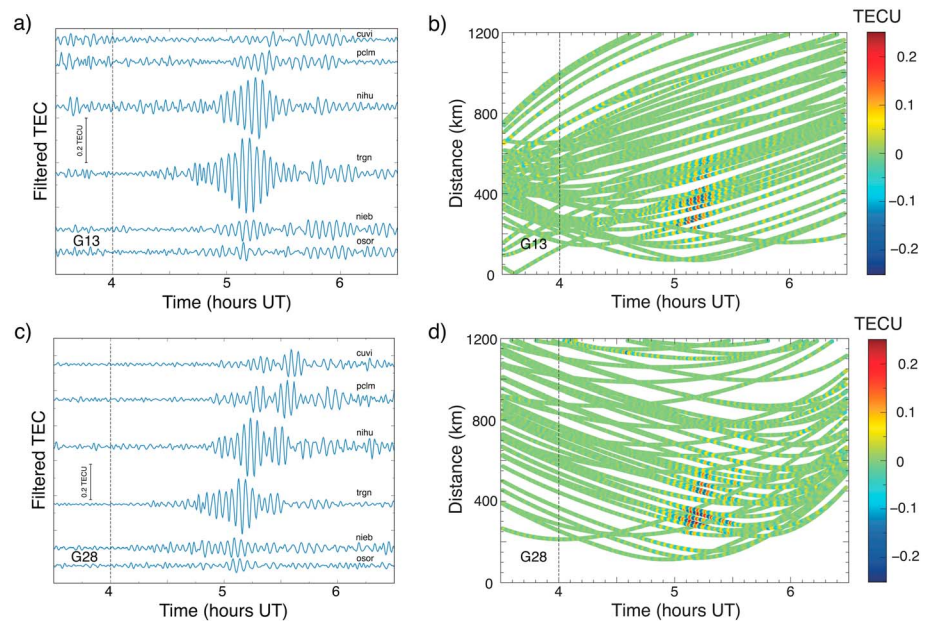 a)
cuvi
pclm
nihu
0.2 TECU
trgn
nieb
G13
osor
4
5
6
Time (hours UT)
Filtered TEC
b)
TECU
1200
800
400
0
Distance (km)
G13
4
5
6
Time (hours UT)
0.2
0.1
0
−0.1
−0.2
c)
cuvi
pclm
nihu
0.2 TECU
trgn
nieb
G28
osor
4
5
6
Time (hours UT)
Filtered TEC
d)
TECU
1200
800
400
0
Distance (km)
G28
4
5
6
Time (hours UT)
0.2
0.1
0
−0.1
−0.2